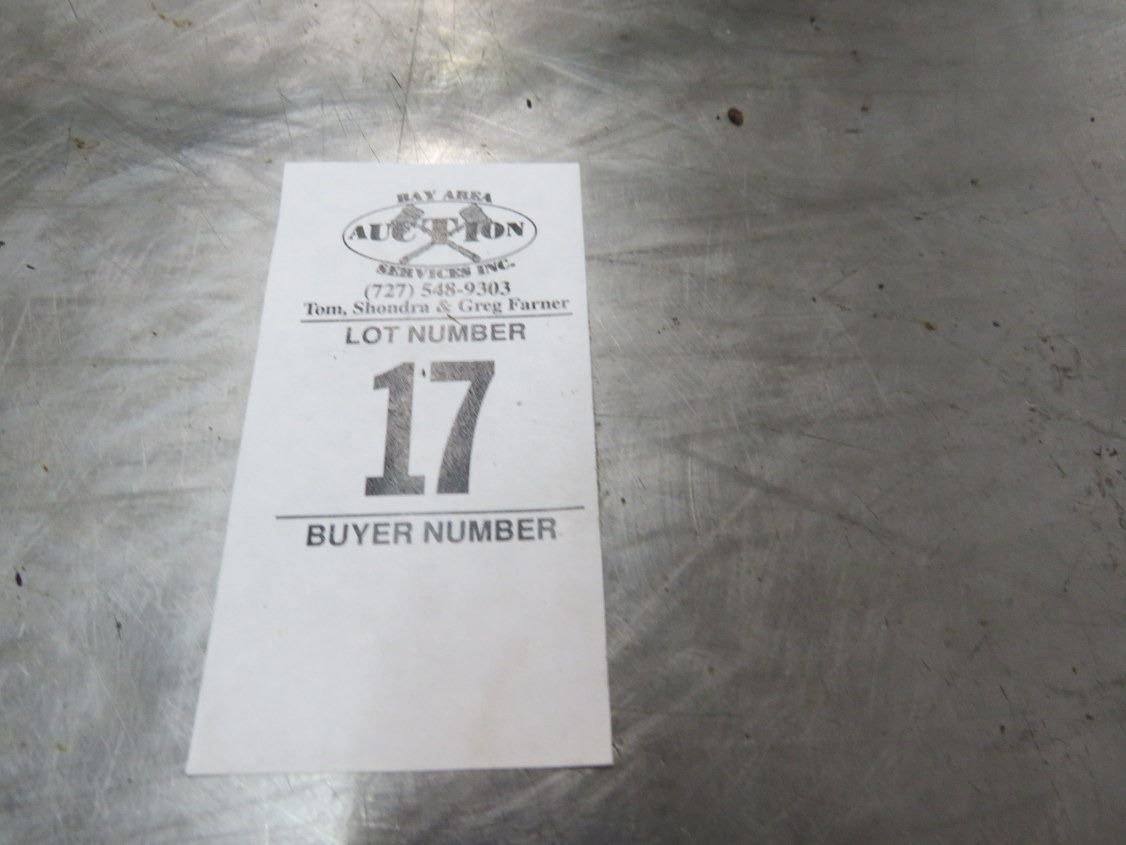 BAY AREA
AUCTION
SERVICES INC.
(727) 548-9303
Tom, Shondra & Greg Farner
LOT NUMBER
17
BUYER NUMBER